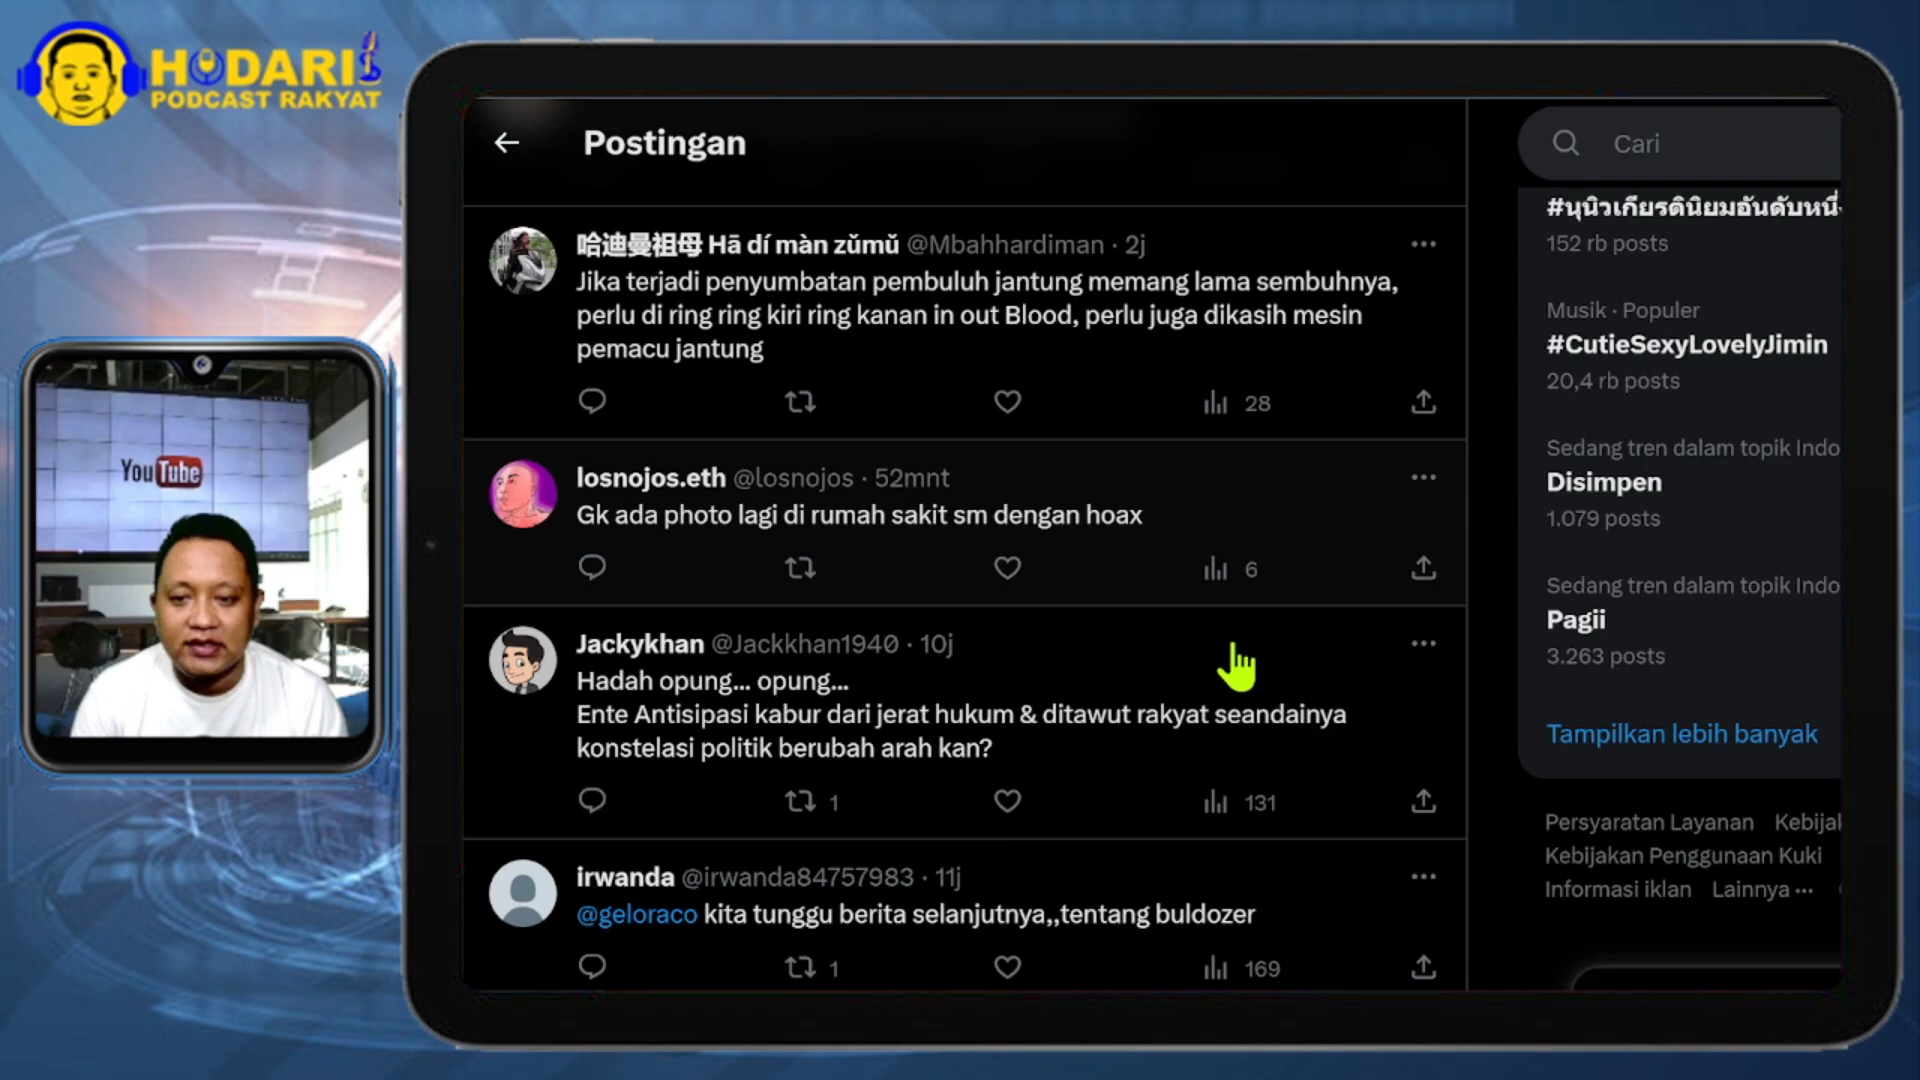 HODARI
PODCAST RAKYAT
YouTube
Postingan
哈迪曼祖母 Hā dí màn zǔmǔ @Mbahhardiman · 2j
Jika terjadi penyumbatan pembuluh jantung memang lama sembuhnya,
perlu di ring ring kiri ring kanan in out Blood, perlu juga dikasih mesin
pemacu jantung
28
losnojos.eth @losnojos · 52mnt
Gk ada photo lagi di rumah sakit sm dengan hoax
6
Jackykhan @Jackkhan1940 · 10j
Hadah opung... opung...
Ente Antisipasi kabur dari jerat hukum & ditawut rakyat seandainya
konstelasi politik berubah arah kan?
1 131
irwanda @irwanda84757983 · 11j
@geloraco kita tunggu berita selanjutnya,,tentang buldozer
1 169
Cari
#นุนิวเกียรตินิยมอันดับหนึ่ง
152 rb posts
Musik · Populer
#CutieSexyLovelyJimin
20,4 rb posts
Sedang tren dalam topik Indo
Disimpen
1.079 posts
Sedang tren dalam topik Indo
Pagii
3.263 posts
Tampilkan lebih banyak
Persyaratan Layanan Kebijak
Kebijakan Penggunaan Kuki
Informasi iklan Lainnya ···